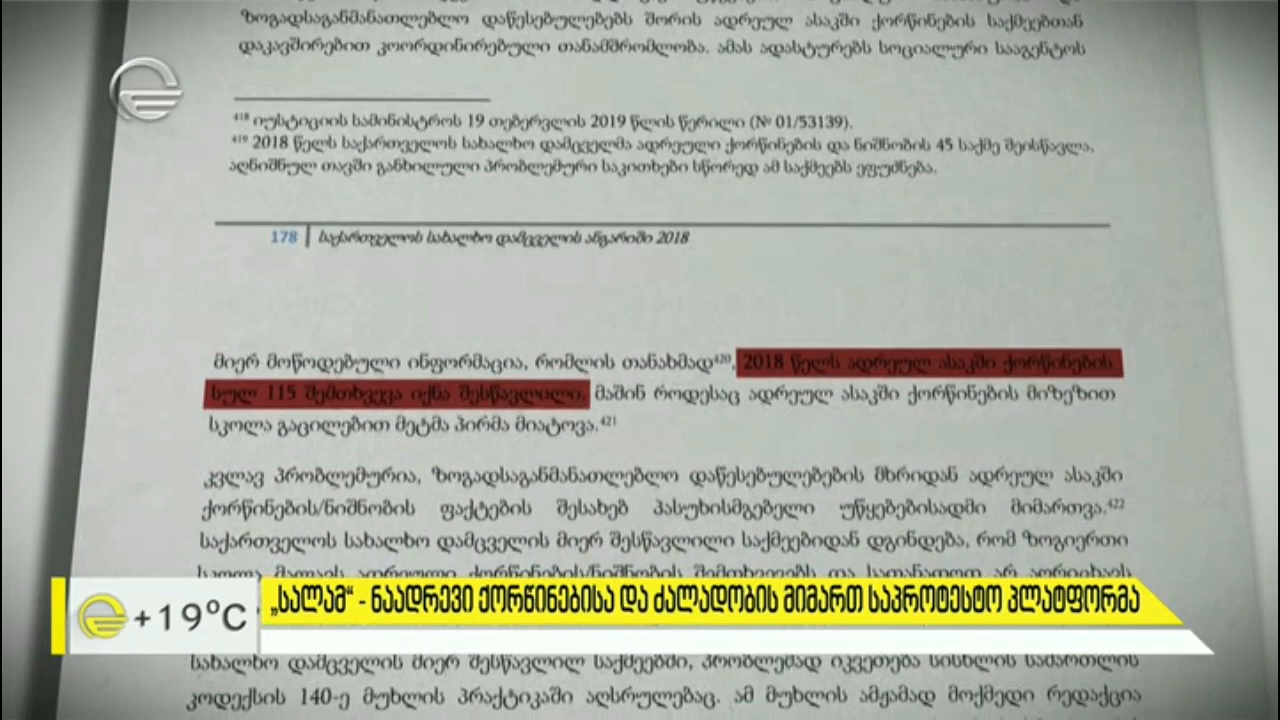 ზოგადსაგანმანათლებლო დაწესებულებებს შორის ადრეულ ასაკში ქორწინების საქმეებთან
დაკავშირებით კოორდინირებული თანამშრომლობა. ამას ადასტურებს სოციალური სააგენტოს
418 იუსტიციის სამინისტროს 19 თებერვლის 2019 წლის წერილი (№ 01/53139).
419 2018 წელს საქართველოს სახალხო დამცველმა ადრეული ქორწინების და ნიშნობის 45 საქმე შეისწავლა,
აღნიშნულ თავში განხილული პრობლემური საკითხები სწორედ ამ საქმეებს ეფუძნება.
178 | საქართველოს სახალხო დამცველის ანგარიში 2018
მიერ მოწოდებული ინფორმაცია, რომლის თანახმად420, 2018 წელს ადრეულ ასაკში ქორწინების
სულ 115 შემთხვევა იქნა შესწავლილი, მაშინ როდესაც ადრეულ ასაკში ქორწინების მიზეზით
სკოლა გაცილებით მეტმა პირმა მიატოვა.421
კვლავ პრობლემურია, ზოგადსაგანმანათლებლო დაწესებულებების მხრიდან ადრეულ ასაკში
ქორწინების/ნიშნობის ფაქტების შესახებ პასუხისმგებელი უწყებებისადმი მიმართვა.422
საქართველოს სახალხო დამცველის მიერ შესწავლილი საქმეებიდან დგინდება, რომ ზოგიერთი
„სალამ“ - ნაადრევი ქორწინებისა და ძალადობის მიმართ საპროტესტო პლატფორმა
+19°C
სახალხო დამცველის მიერ შესწავლილ საქმეებში, პრობლემად იკვეთება სისხლის სამართლის
კოდექსის 140-ე მუხლის პრაქტიკაში აღსრულებაც. ამ მუხლის ამჟამად მოქმედი რედაქცია